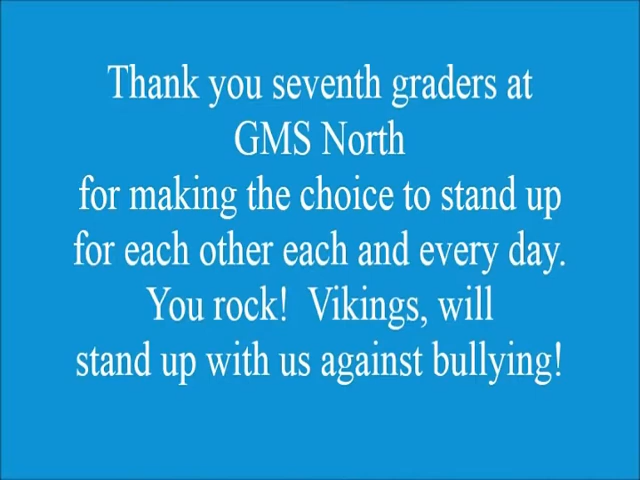 Thank you seventh graders at
GMS North
for making the choice to stand up
for each other each and every day.
You rock!  Vikings, will
stand up with us against bullying!